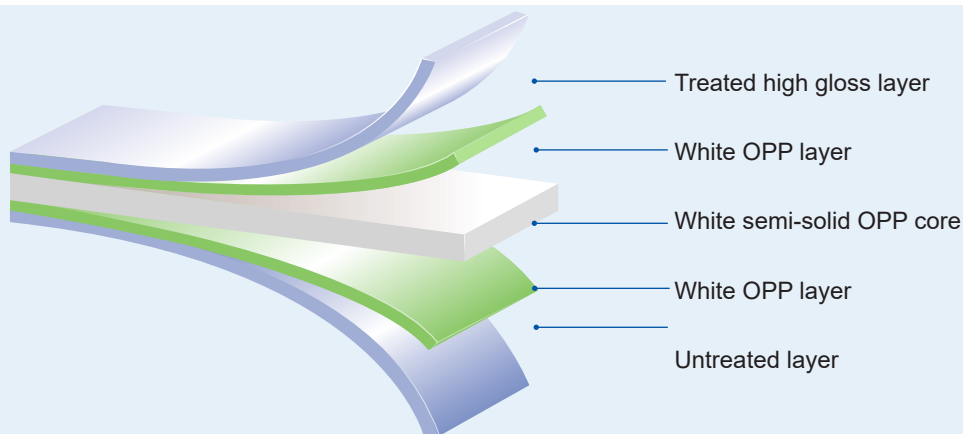 Treated high gloss layer
White OPP layer
White semi-solid OPP core
White OPP layer
Untreated layer